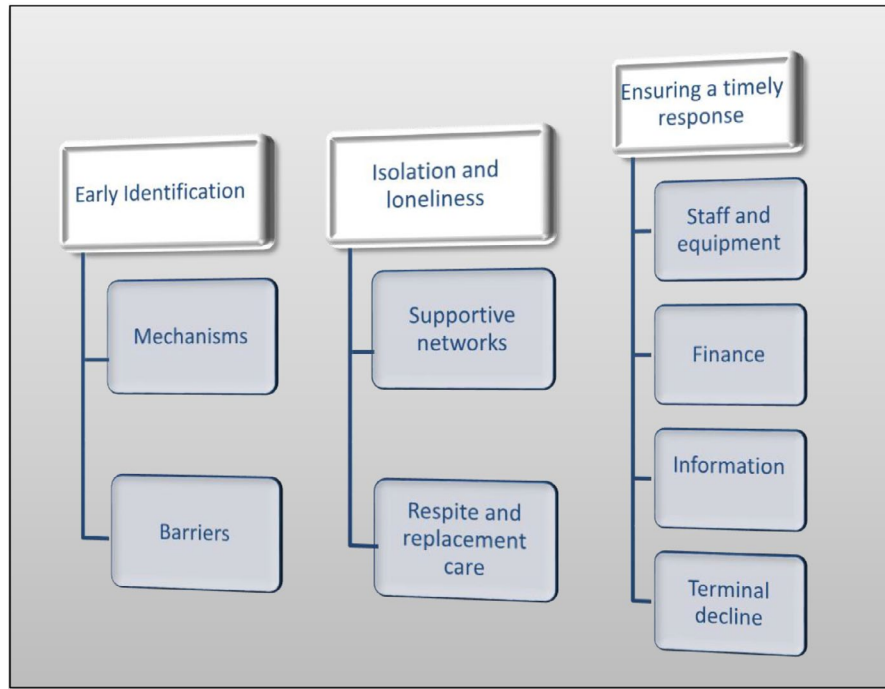 Early Identification
Mechanisms
Barriers
Isolation and
loneliness
Supportive
networks
Respite and
replacement
care
Ensuring a timely
response
Staff and
equipment
Finance
Information
Terminal
decline